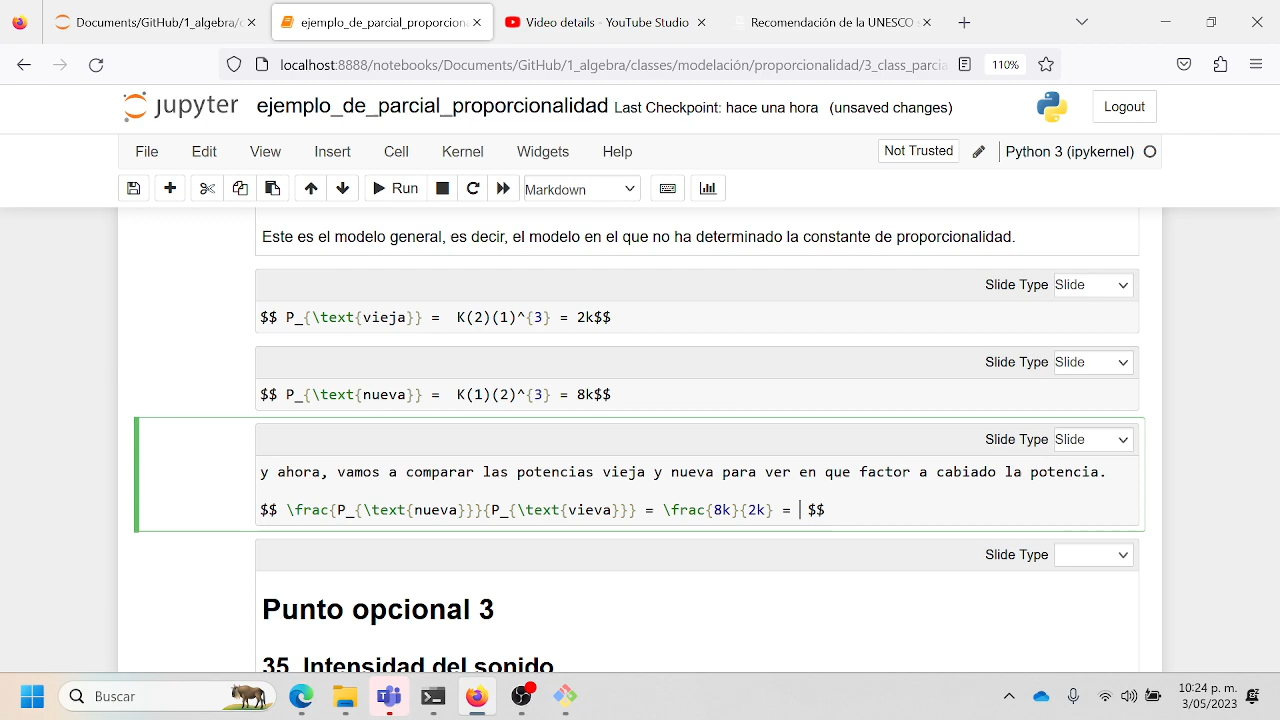 Documents/GitHub/1_algebra/c
ejemplo_de_parcial_proporciona
Video details - YouTube Studio
Recomendación de la UNESCO s
localhost:8888/notebooks/Documents/GitHub/1_algebra/classes/modelación/proporcionalidad/3_class_parcia
110%
jupyter ejemplo_de_parcial_proporcionalidad Last Checkpoint: hace una hora (unsaved changes)
Logout
File Edit View Insert Cell Kernel Widgets Help
Not Trusted
Python 3 (ipykernel)
Run
Markdown
Este es el modelo general, es decir, el modelo en el que no ha determinado la constante de proporcionalidad.
Slide Type Slide
$$ P_{\text{vieja}} = K(2)(1)^{3} = 2k$$
Slide Type Slide
$$ P_{\text{nueva}} = K(1)(2)^{3} = 8k$$
Slide Type Slide
y ahora, vamos a comparar las potencias vieja y nueva para ver en que factor a cabiado la potencia.
$$ \frac{P_{\text{nueva}}}{P_{\text{vieva}}} = \frac{8k}{2k} = $$
Slide Type
Punto opcional 3
35. Intensidad del sonido
Buscar
10:24 p. m.
3/05/2023